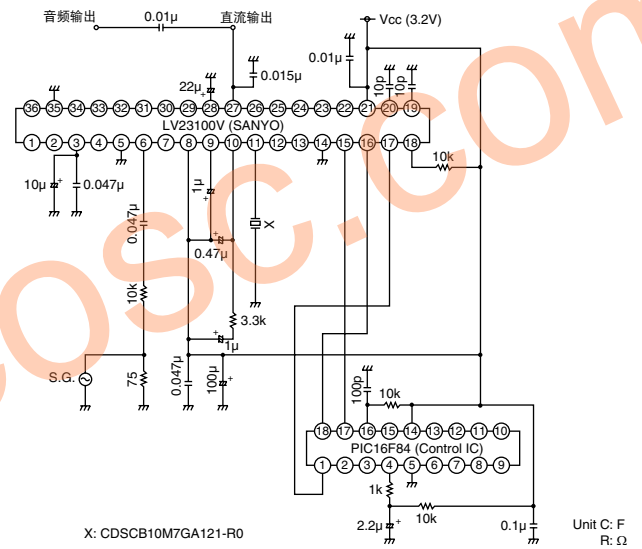 音频输出
0.01μ
直流输出
Vcc (3.2V)
0.01μ
0.015μ
22μ
+
10p
10p
36 35 34 33 32 31 30 29 28 27 26 25 24 23 22 21 20 19
LV23100V (SANYO)
1 2 3 4 5 6 7 8 9 10 11 12 13 14 15 16 17 18
10k
10μ
+
0.047μ
0.047μ
1μ
+
+
0.47μ
X
10k
3.3k
+
1μ
S.G.
75
0.047μ
100μ
+
100p
10k
18 17 16 15 14 13 12 11 10
PIC16F84 (Control IC)
1 2 3 4 5 6 7 8 9
1k
10k
2.2μ
+
0.1μ
X: CDSCB10M7GA121-R0
Unit C: F
R: Ω
osc.com